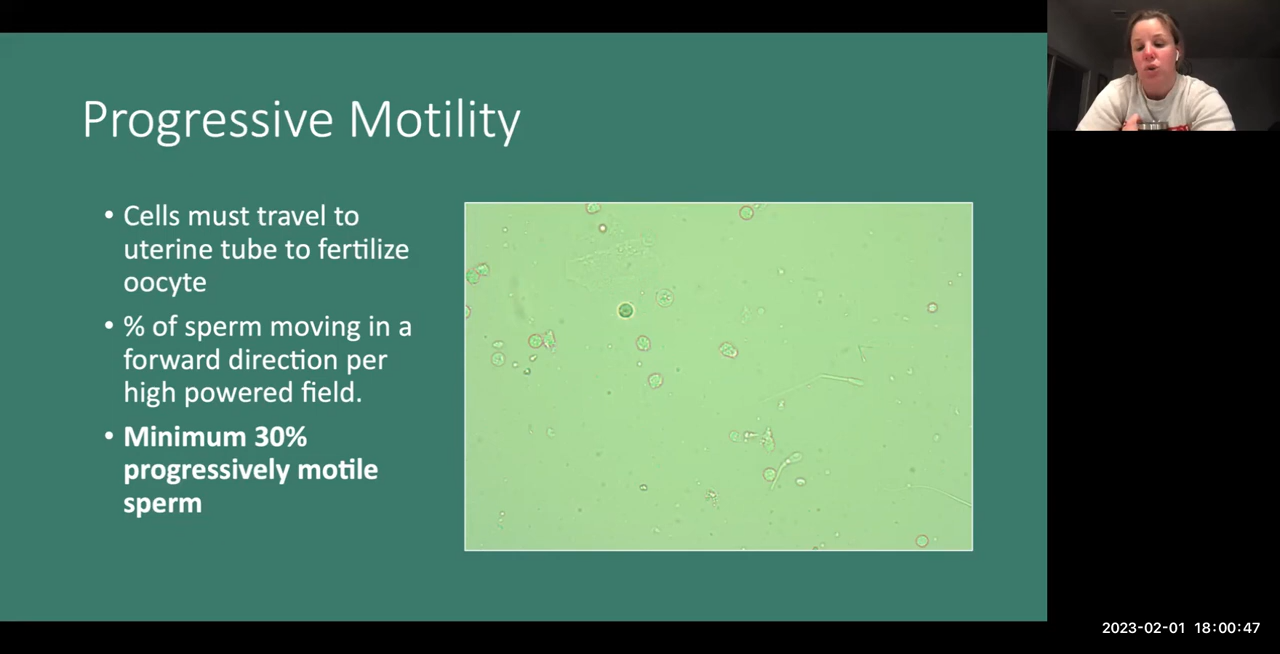 Progressive Motility
• Cells must travel to
uterine tube to fertilize
oocyte
• % of sperm moving in a
forward direction per
high powered field.
• Minimum 30%
progressively motile
sperm
2023-02-01 18:00:47